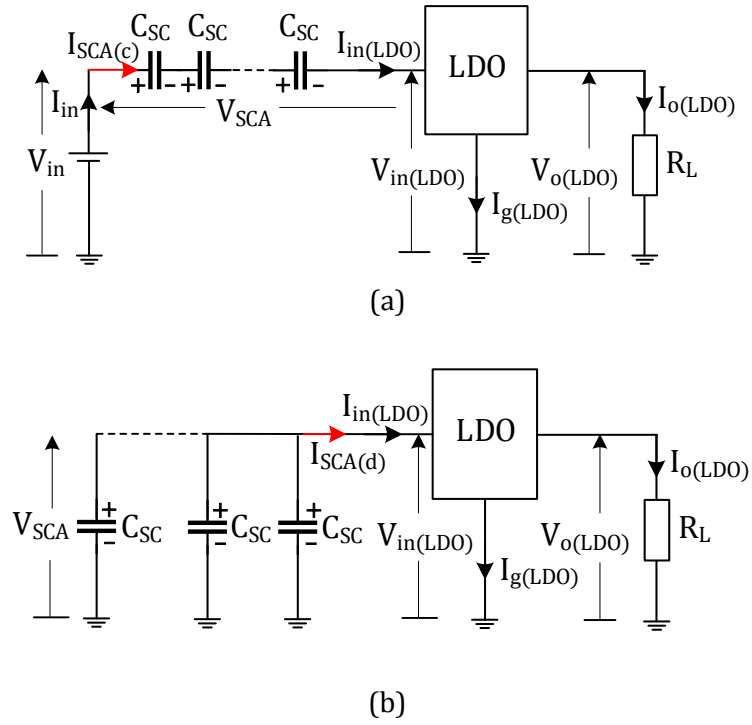 C_SC C_SC C_SC
I_SCA(c) I_in(LDO) LDO
+ - + - + -
I_in V_SCA I_o(LDO)
V_in V_in(LDO) V_o(LDO) R_L
I_g(LDO)
(a)
I_in(LDO) LDO
I_SCA(d) I_o(LDO)
+ + +
V_SCA C_SC C_SC C_SC V_in(LDO) V_o(LDO) R_L
- - -
I_g(LDO)
(b)